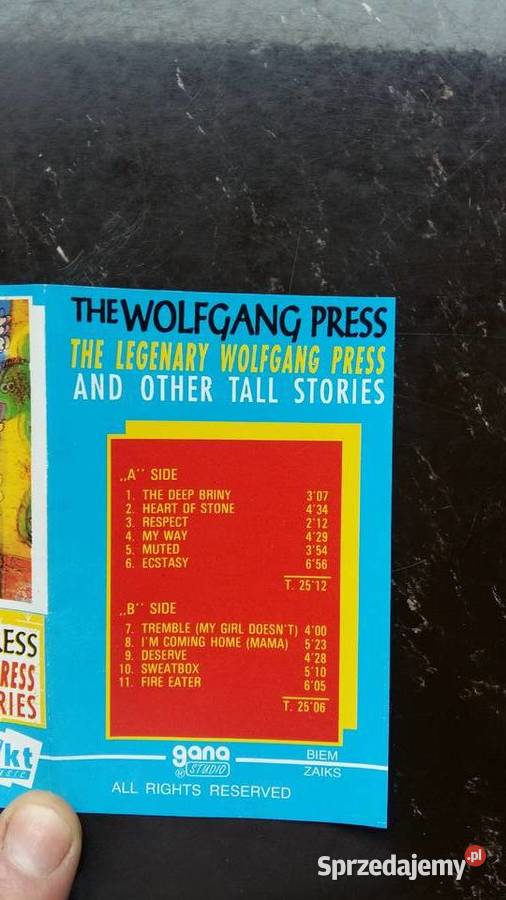 THE WOLFGANG PRESS
THE LEGENARY WOLFGANG PRESS
AND OTHER TALL STORIES
„A" SIDE
1. THE DEEP BRINY 3'07
2. HEART OF STONE 4'34
3. RESPECT 2'12
4. MY WAY 4'29
5. MUTED 3'54
6. ECSTASY 6'56
T. 25'12
„B" SIDE
7. TREMBLE (MY GIRL DOESN'T) 4'00
8. I'M COMING HOME (MAMA) 5'23
9. DESERVE 4'28
10. SWEATBOX 5'10
11. FIRE EATER 6'05
T. 25'06
ESS
RESS
RIES
kt
gana
STUDIO
BIEM
ZAIKS
ALL RIGHTS RESERVED
Sprzedajemy.pl